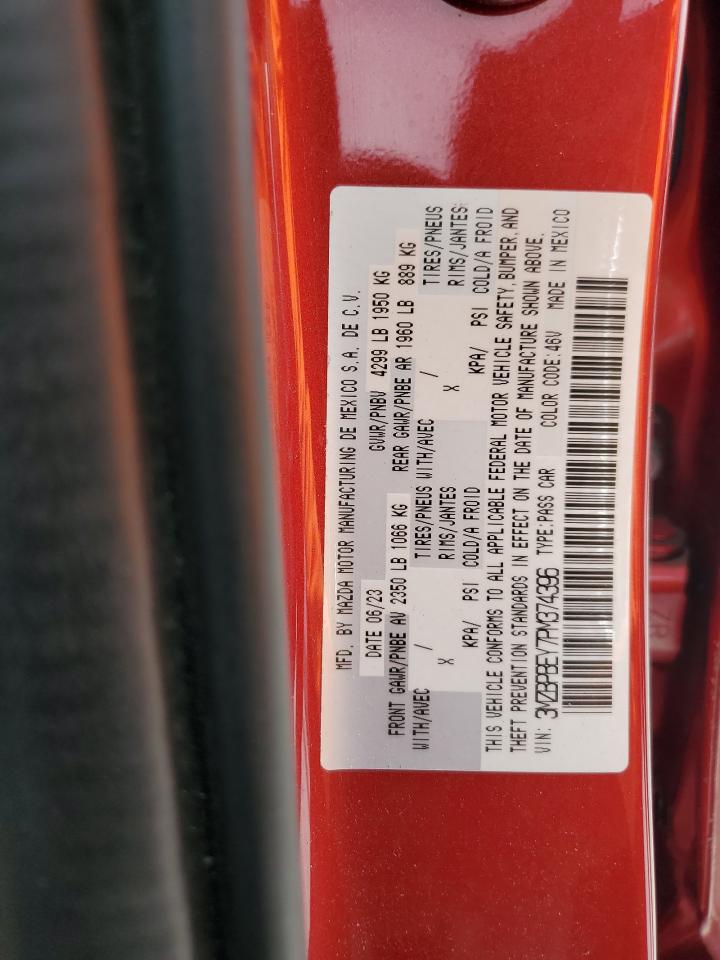 MFD. BY MAZDA MOTOR MANUFACTURING DE MEXICO S.A. DE C.V.
DATE 06/23 GVWR/PNBV 4299 LB 1950 KG
FRONT GAWR/PNBE AV 2350 LB 1066 KG REAR GAWR/PNBE AR 1960 LB 889 KG
WITH/AVEC / TIRES/PNEUS WITH/AVEC / TIRES/PNEUS
X RIMS/JANTES X RIMS/JANTES
KPA/ PSI COLD/A FROID KPA/ PSI COLD/A FROID
THIS VEHICLE CONFORMS TO ALL APPLICABLE FEDERAL MOTOR VEHICLE SAFETY, BUMPER, AND
THEFT PREVENTION STANDARDS IN EFFECT ON THE DATE OF MANUFACTURE SHOWN ABOVE.
VIN: 3MZBPBEY7PM374396 TYPE:PASS CAR COLOR CODE:46V MADE IN MEXICO